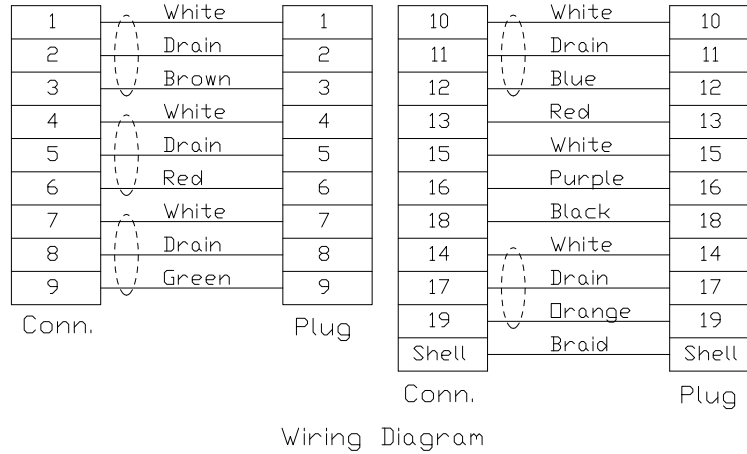 1 White 1
2 Drain 2
3 Brown 3
4 White 4
5 Drain 5
6 Red 6
7 White 7
8 Drain 8
9 Green 9
Conn. Plug
10 White 10
11 Drain 11
12 Blue 12
13 Red 13
15 White 15
16 Purple 16
18 Black 18
14 White 14
17 Drain 17
19 Orange 19
Shell Braid Shell
Conn. Plug
Wiring Diagram